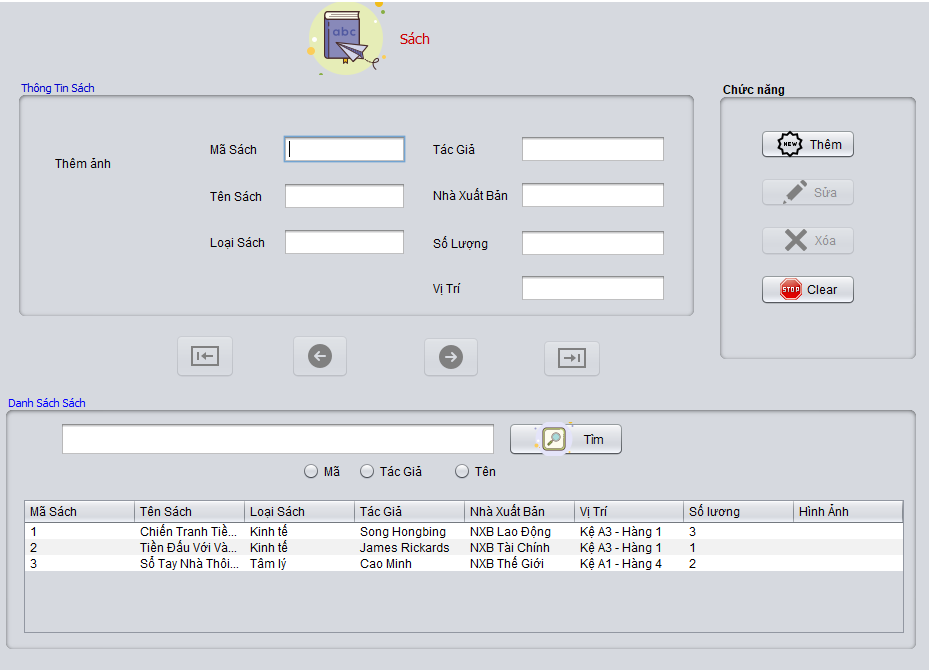 abc
Sách
Thông Tin Sách
Chức năng
Thêm ảnh
Mã Sách
Tác Giả
Tên Sách
Nhà Xuất Bản
Loại Sách
Số Lượng
Vị Trí
NEW Thêm
Sửa
Xóa
STOP Clear
Danh Sách Sách
Tìm
Mã Tác Giả Tên
Mã Sách Tên Sách Loại Sách Tác Giả Nhà Xuất Bản Vị Trí Số lương Hình Ảnh
1 Chiến Tranh Tiề... Kinh tế Song Hongbing NXB Lao Động Kệ A3 - Hàng 1 3
2 Tiền Đấu Với Và... Kinh tế James Rickards NXB Tài Chính Kệ A3 - Hàng 1 1
3 Sổ Tay Nhà Thôi... Tâm lý Cao Minh NXB Thế Giới Kệ A1 - Hàng 4 2